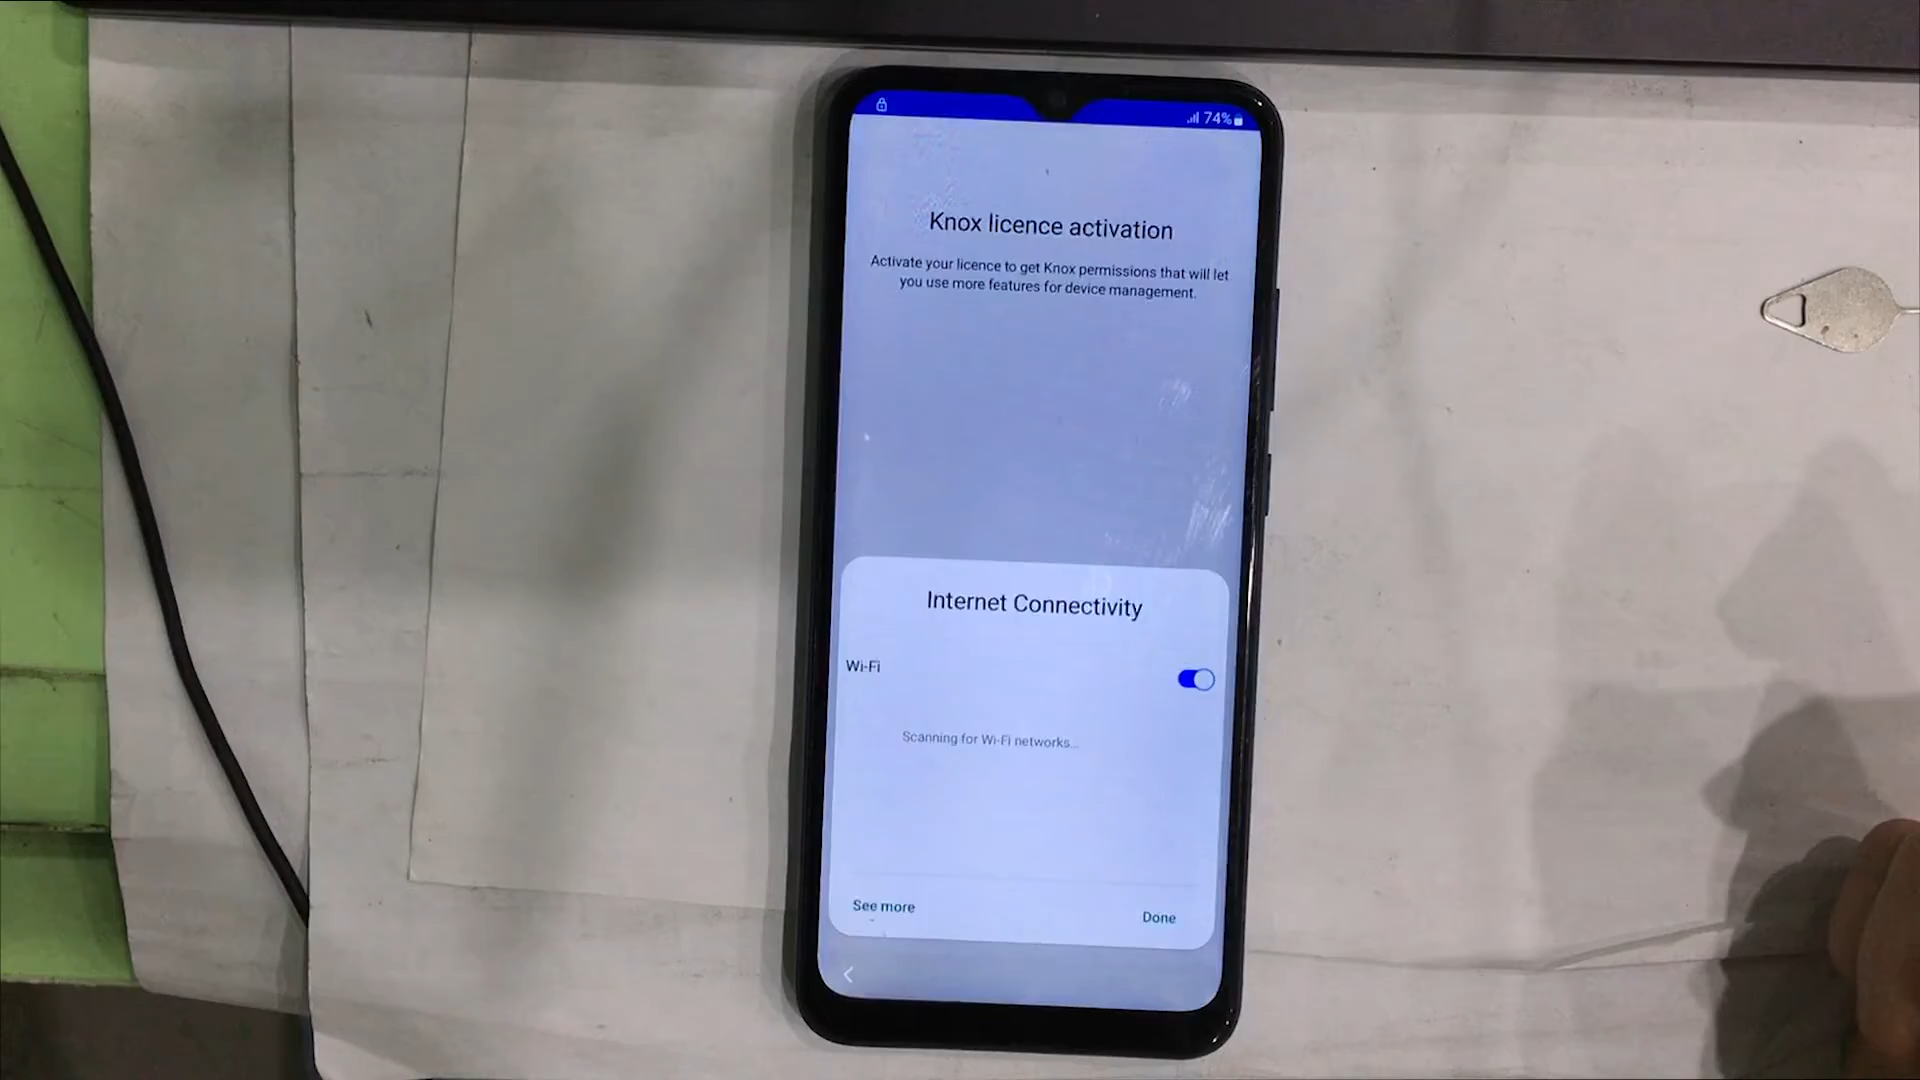 74%
Knox licence activation
Activate your licence to get Knox permissions that will let
you use more features for device management.
Internet Connectivity
Wi-Fi
Scanning for Wi-Fi networks...
See more
Done